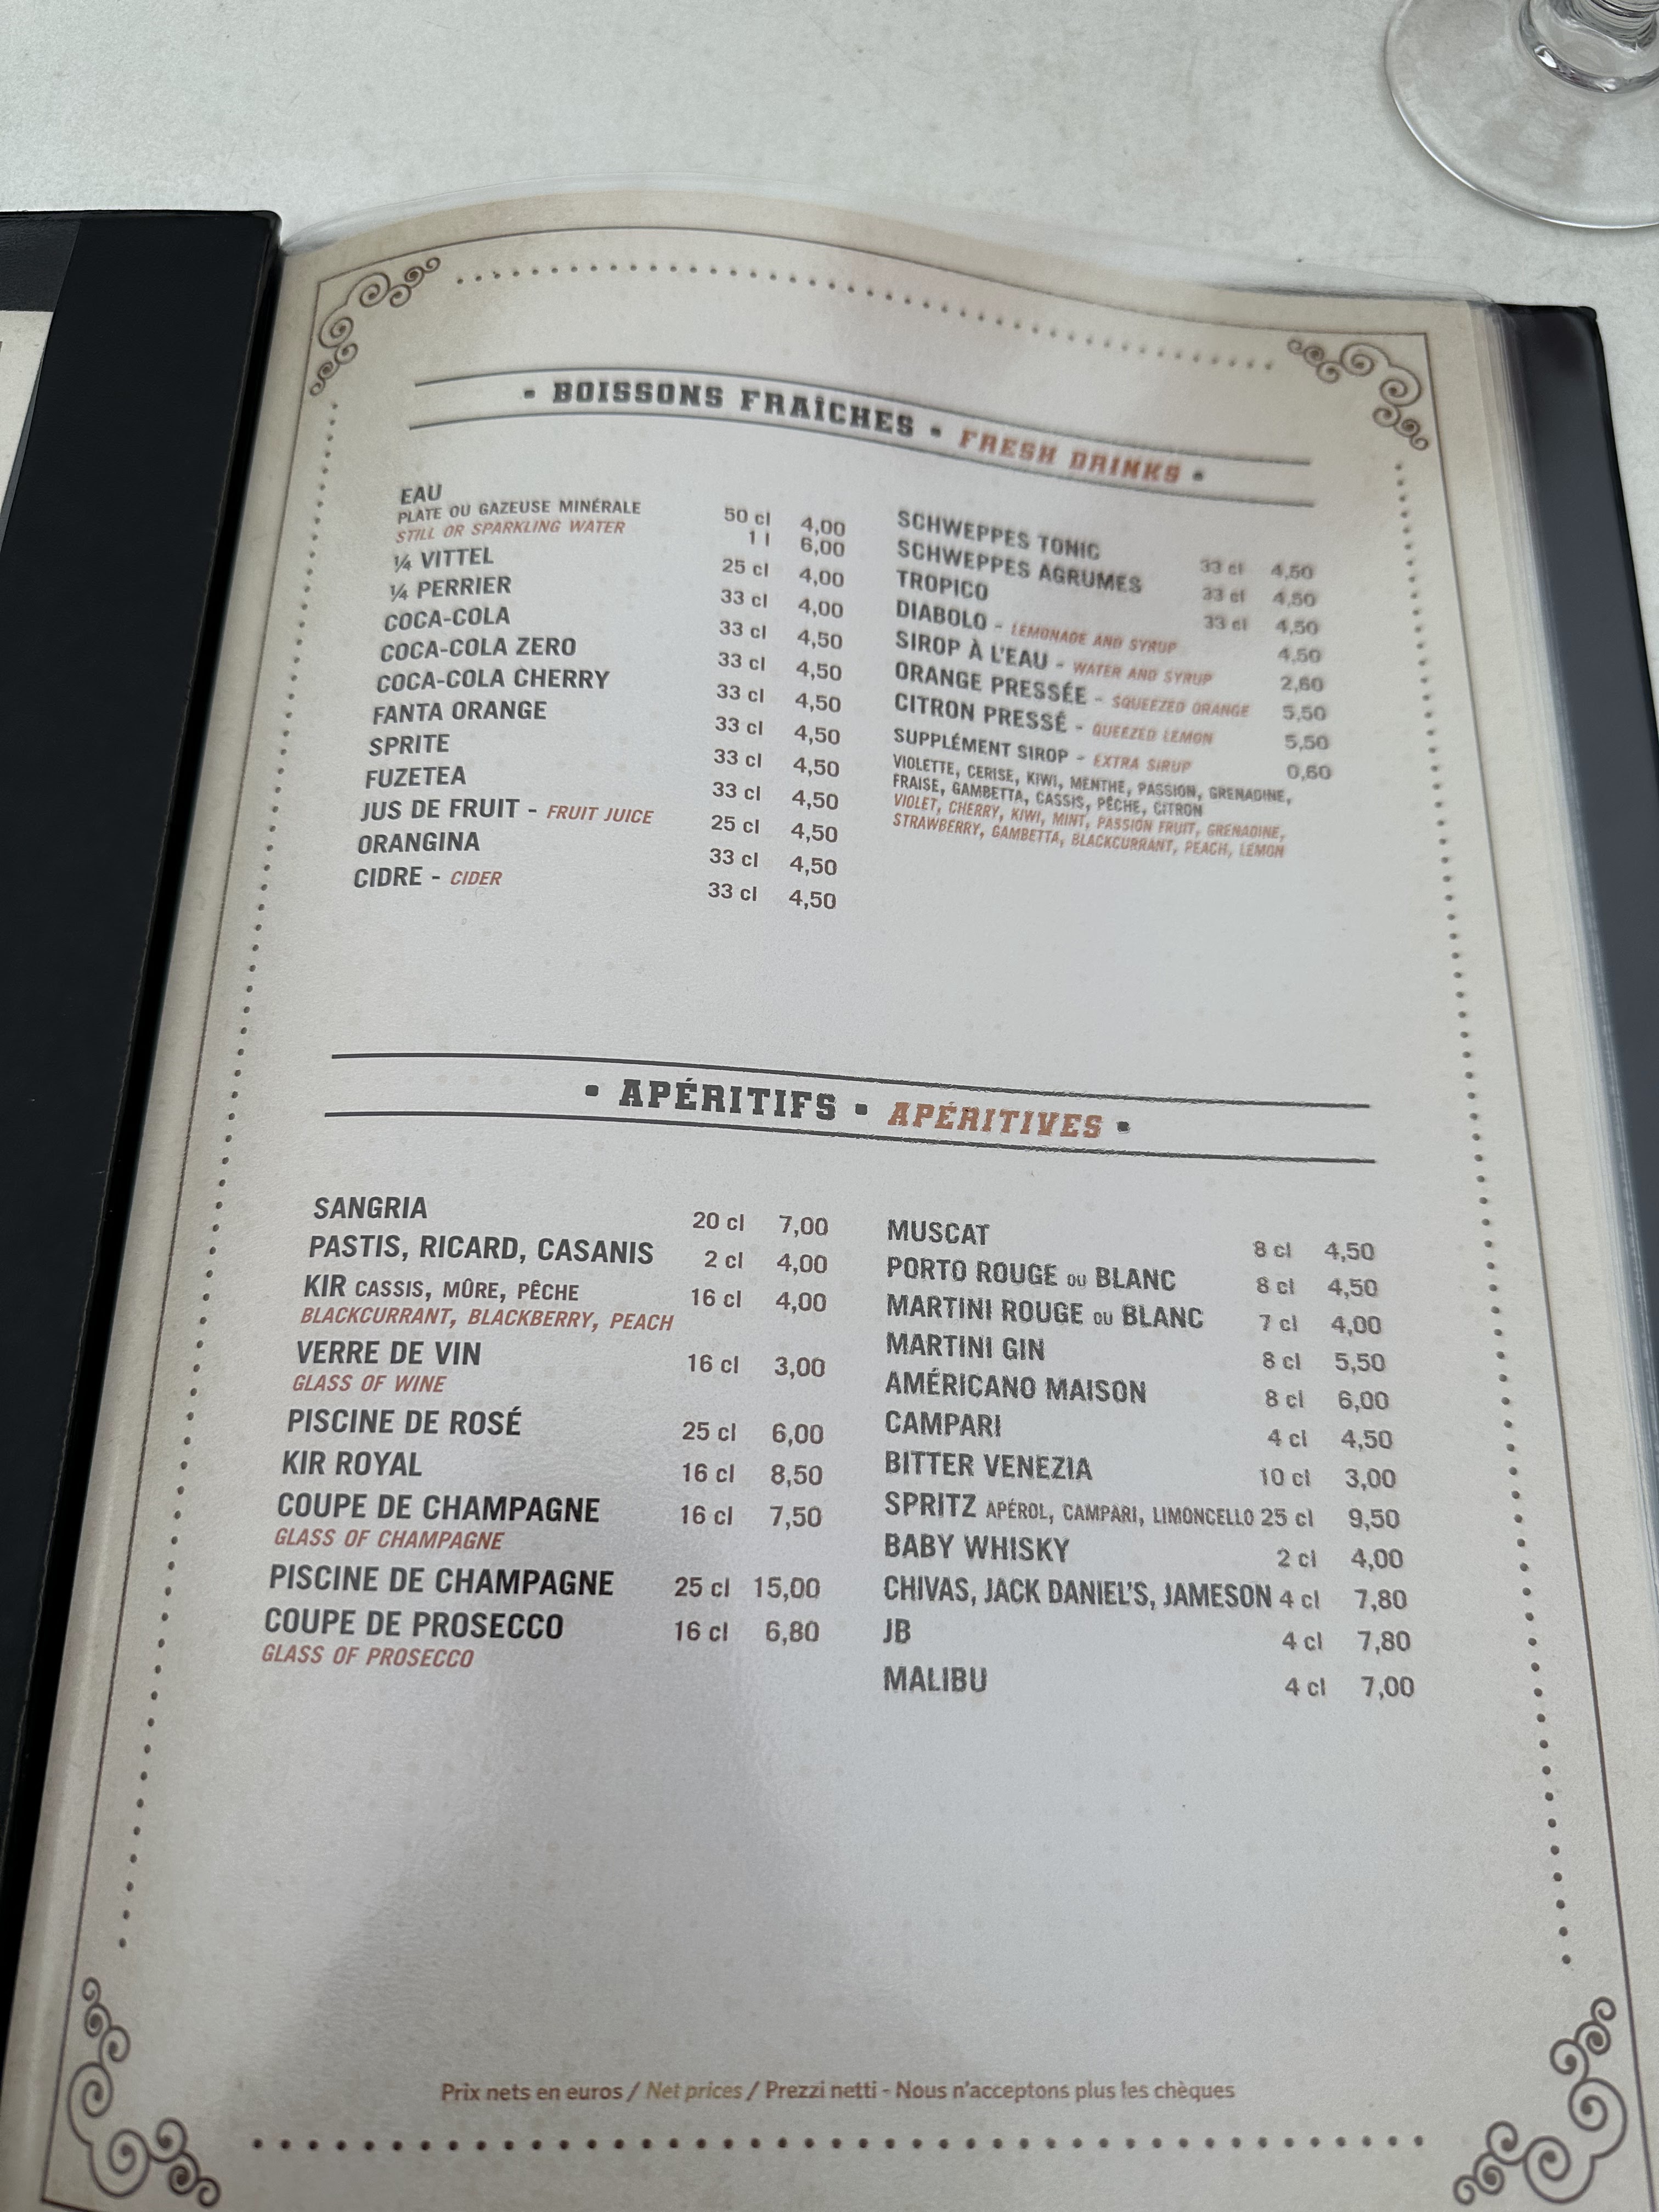 • BOISSONS FRAÎCHES • FRESH DRINKS •
EAU
PLATE OU GAZEUSE MINÉRALE 50 cl 4,00
STILL OR SPARKLING WATER 1 l 6,00
¼ VITTEL 25 cl 4,00
¼ PERRIER 33 cl 4,00
COCA-COLA 33 cl 4,50
COCA-COLA ZERO 33 cl 4,50
COCA-COLA CHERRY 33 cl 4,50
FANTA ORANGE 33 cl 4,50
SPRITE 33 cl 4,50
FUZETEA 33 cl 4,50
JUS DE FRUIT - FRUIT JUICE 25 cl 4,50
ORANGINA 33 cl 4,50
CIDRE - CIDER 33 cl 4,50
SCHWEPPES TONIC 33 cl 4,50
SCHWEPPES AGRUMES 33 cl 4,50
TROPICO 33 cl 4,50
DIABOLO - LEMONADE AND SYRUP 4,50
SIROP À L'EAU - WATER AND SYRUP 2,60
ORANGE PRESSÉE - SQUEEZED ORANGE 5,50
CITRON PRESSÉ - QUEEZED LEMON 5,50
SUPPLÉMENT SIROP - EXTRA SIRUP 0,60
VIOLETTE, CERISE, KIWI, MENTHE, PASSION, GRENADINE,
FRAISE, GAMBETTA, CASSIS, PÊCHE, CITRON
VIOLET, CHERRY, KIWI, MINT, PASSION FRUIT, GRENADINE,
STRAWBERRY, GAMBETTA, BLACKCURRANT, PEACH, LEMON
• APÉRITIFS • APÉRITIVES •
SANGRIA 20 cl 7,00
PASTIS, RICARD, CASANIS 2 cl 4,00
KIR CASSIS, MÛRE, PÊCHE 16 cl 4,00
BLACKCURRANT, BLACKBERRY, PEACH
VERRE DE VIN 16 cl 3,00
GLASS OF WINE
PISCINE DE ROSÉ 25 cl 6,00
KIR ROYAL 16 cl 8,50
COUPE DE CHAMPAGNE 16 cl 7,50
GLASS OF CHAMPAGNE
PISCINE DE CHAMPAGNE 25 cl 15,00
COUPE DE PROSECCO 16 cl 6,80
GLASS OF PROSECCO
MUSCAT 8 cl 4,50
PORTO ROUGE OU BLANC 8 cl 4,50
MARTINI ROUGE OU BLANC 7 cl 4,00
MARTINI GIN 8 cl 5,50
AMÉRICANO MAISON 8 cl 6,00
CAMPARI 4 cl 4,50
BITTER VENEZIA 10 cl 3,00
SPRITZ APÉROL, CAMPARI, LIMONCELLO 25 cl 9,50
BABY WHISKY 2 cl 4,00
CHIVAS, JACK DANIEL'S, JAMESON 4 cl 7,80
JB 4 cl 7,80
MALIBU 4 cl 7,00
Prix nets en euros / Net prices / Prezzi netti - Nous n'acceptons plus les chèques